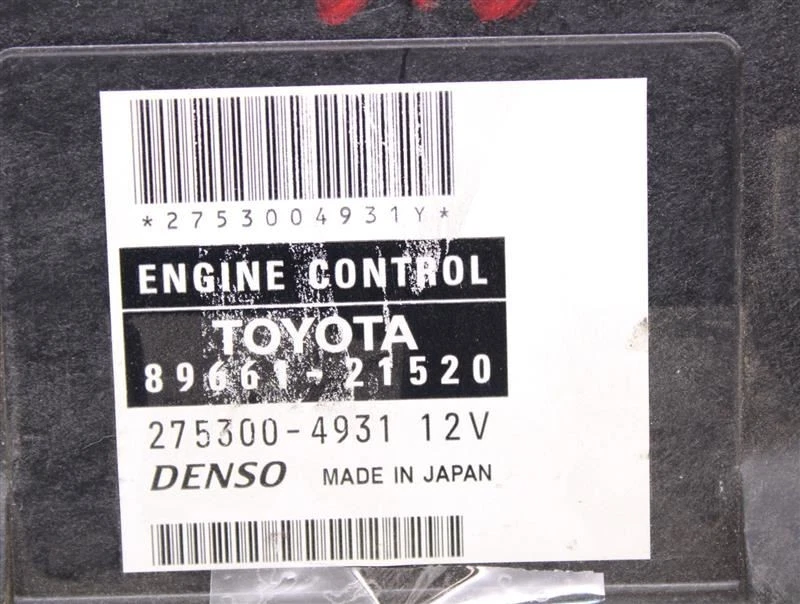 *2753004931Y*
ENGINE CONTROL
TOYOTA
89661-21520
275300-4931 12V
DENSO MADE IN JAPAN